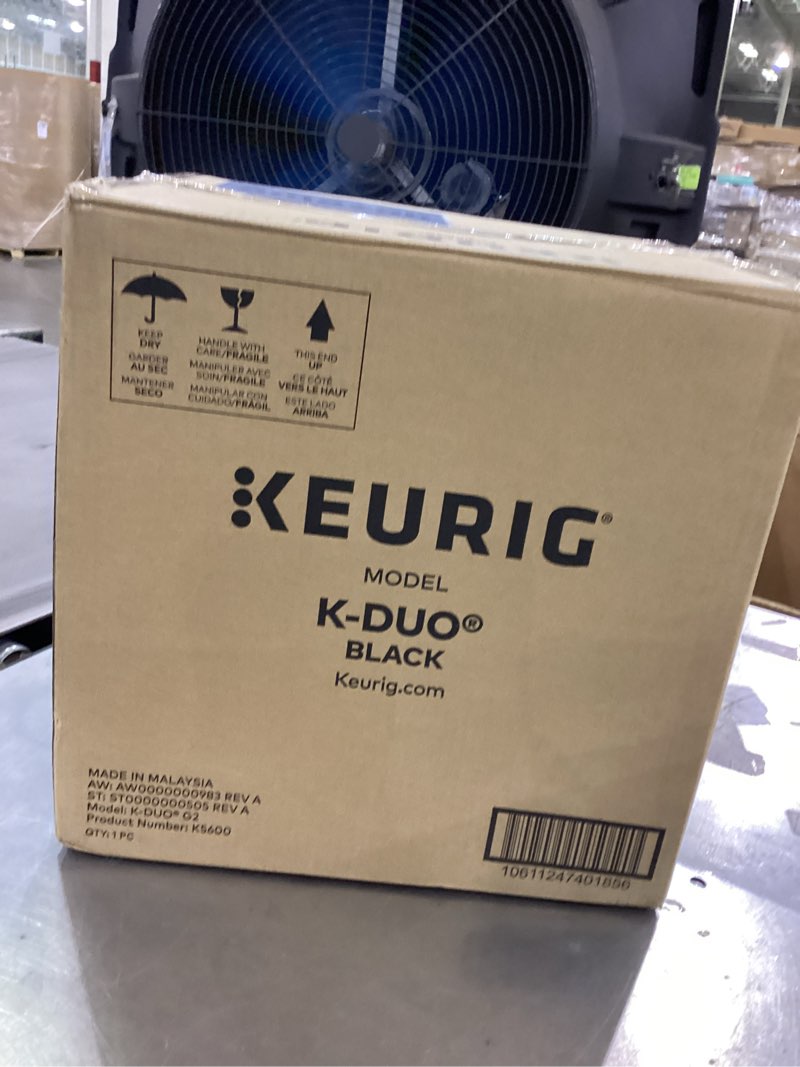 KEEP
DRY
GARDER
AU SEC
MANTENER
SECO
HANDLE WITH
CARE/FRAGILE
MANIPULER AVEC
SOIN/FRAGILE
MANIPULAR CON
CUIDADO/FRÁGIL
THIS END
UP
CE CÔTÉ
VERS LE HAUT
ESTE LADO
ARRIBA
KEURIG®
MODEL
K-DUO®
BLACK
Keurig.com
MADE IN MALAYSIA
AW: AW0000000983 REV A
ST: ST0000000505 REV A
Model: K-DUO® G2
Product Number: K5600
QTY: 1 PC
10611247401856